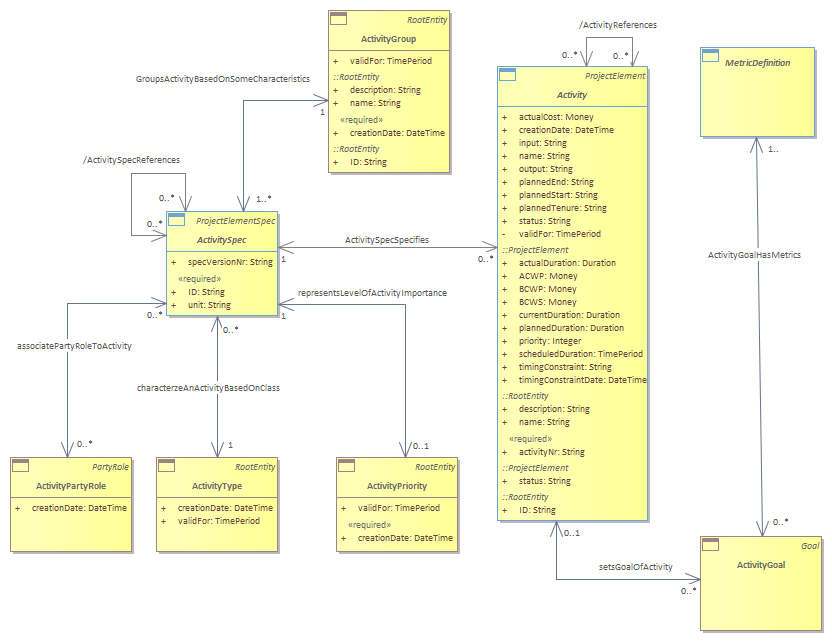 RootEntity
ActivityGroup
+ validFor: TimePeriod
::RootEntity
+ description: String
+ name: String
«required»
+ creationDate: DateTime
::RootEntity
+ ID: String
GroupsActivityBasedOnSomeCharacteristics
1
1..*
/ActivitySpecReferences
0..*
0..*
ProjectElementSpec
ActivitySpec
+ specVersionNr: String
«required»
+ ID: String
+ unit: String
ActivitySpecSpecifies
1
0..*
representsLevelOfActivityImportance
1
0..1
0..*
associatePartyRoleToActivity
0..*
0..*
characterzeAnActivityBasedOnClass
1
PartyRole
ActivityPartyRole
+ creationDate: DateTime
RootEntity
ActivityType
+ creationDate: DateTime
+ validFor: TimePeriod
RootEntity
ActivityPriority
+ validFor: TimePeriod
«required»
+ creationDate: DateTime
/ActivityReferences
0..*
0..*
ProjectElement
Activity
+ actualCost: Money
+ creationDate: DateTime
+ input: String
+ name: String
+ output: String
+ plannedEnd: String
+ plannedStart: String
+ plannedTenure: String
+ status: String
- validFor: TimePeriod
::ProjectElement
+ actualDuration: Duration
+ ACWP: Money
+ BCWP: Money
+ BCWS: Money
+ currentDuration: Duration
+ plannedDuration: Duration
+ priority: Integer
+ scheduledDuration: TimePeriod
+ timingConstraint: String
+ timingConstraintDate: DateTime
::RootEntity
+ description: String
+ name: String
«required»
+ activityNr: String
::ProjectElement
+ status: String
::RootEntity
+ ID: String
0..1
setsGoalOfActivity
0..*
MetricDefinition
1..
ActivityGoalHasMetrics
0..*
Goal
ActivityGoal